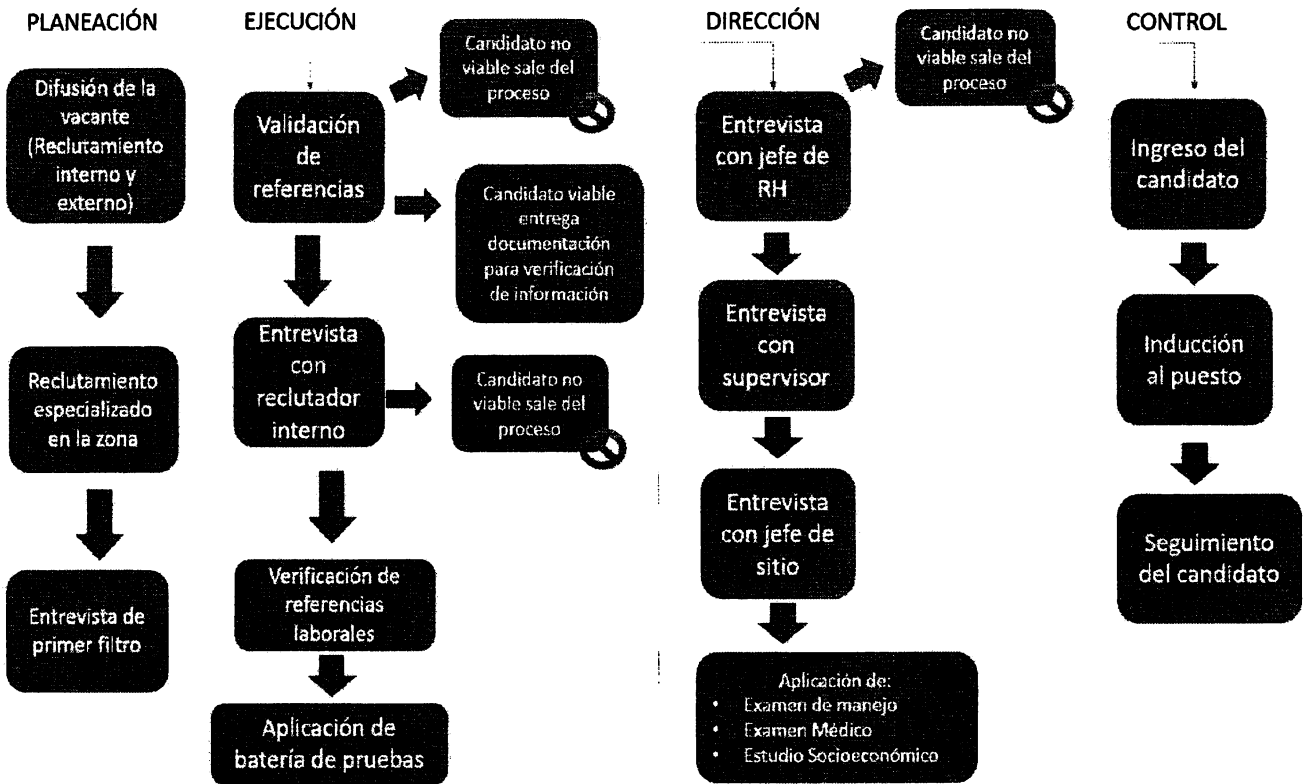 PLANEACIÓN
Difusión de la
vacante
(Reclutamiento
interno y
externo)
Reclutamiento
especializado
en la zona
Entrevista de
primer filtro
EJECUCIÓN
Validación
de
referencias
Candidato no
viable sale del
proceso
Candidato viable
entrega
documentación
para verificación
de información
Entrevista
con
reclutador
interno
Candidato no
viable sale del
proceso
Verificación de
referencias
laborales
Aplicación de
batería de pruebas
DIRECCIÓN
Entrevista
con jefe de
RH
Candidato no
viable sale del
proceso
Entrevista
con
supervisor
Entrevista
con jefe de
sitio
Aplicación de:
• Examen de manejo
• Examen Médico
• Estudio Socioeconómico
CONTROL
Ingreso del
candidato
Inducción
al puesto
Seguimiento
del candidato